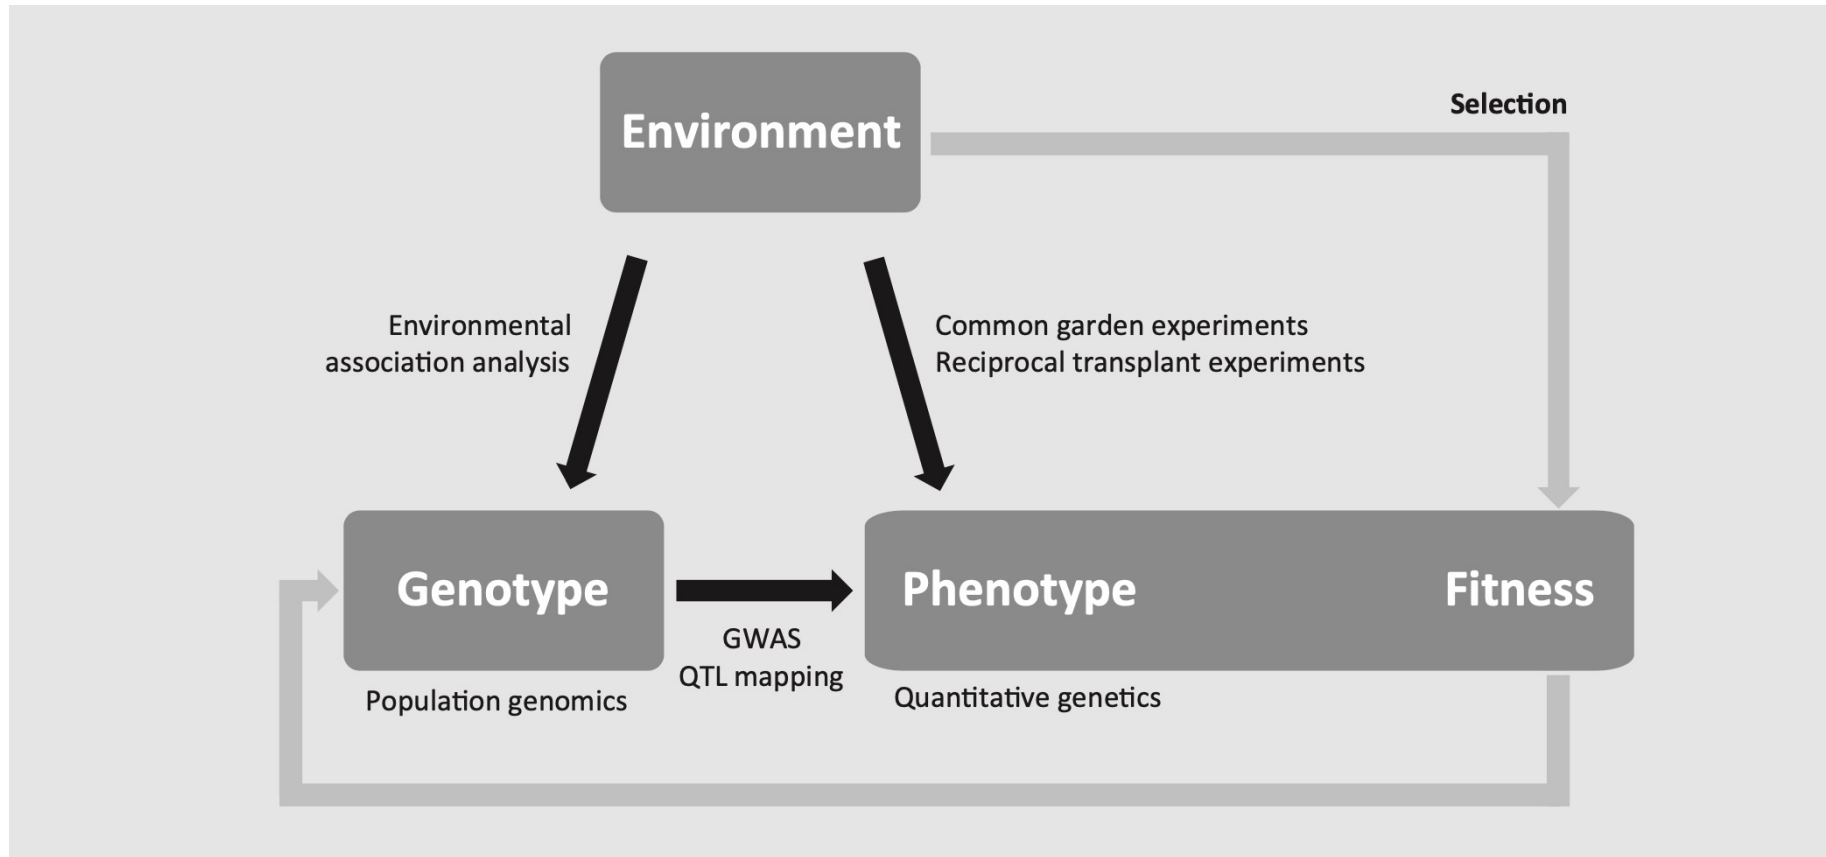 Environment
Selection
Environmental
association analysis
Common garden experiments
Reciprocal transplant experiments
Genotype
Phenotype
Fitness
GWAS
QTL mapping
Population genomics
Quantitative genetics